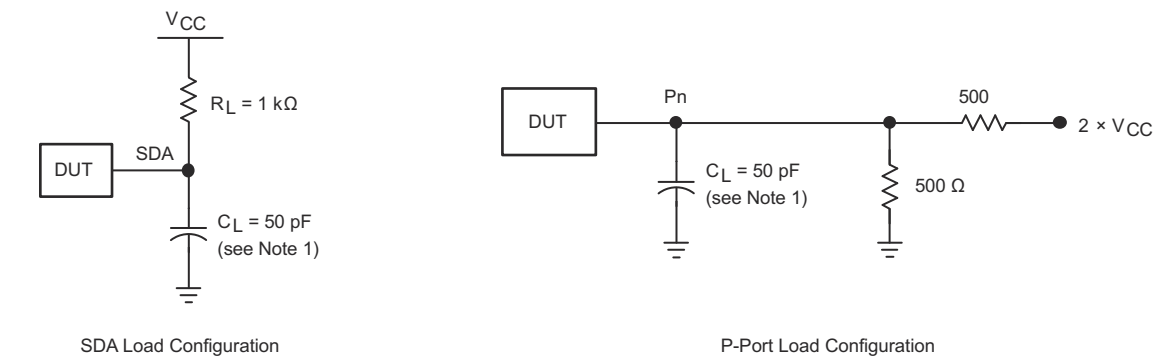 VCC
RL = 1 kΩ
DUT
SDA
CL = 50 pF
(see Note 1)
SDA Load Configuration
DUT
Pn
500
2 × VCC
CL = 50 pF
(see Note 1)
500 Ω
P-Port Load Configuration